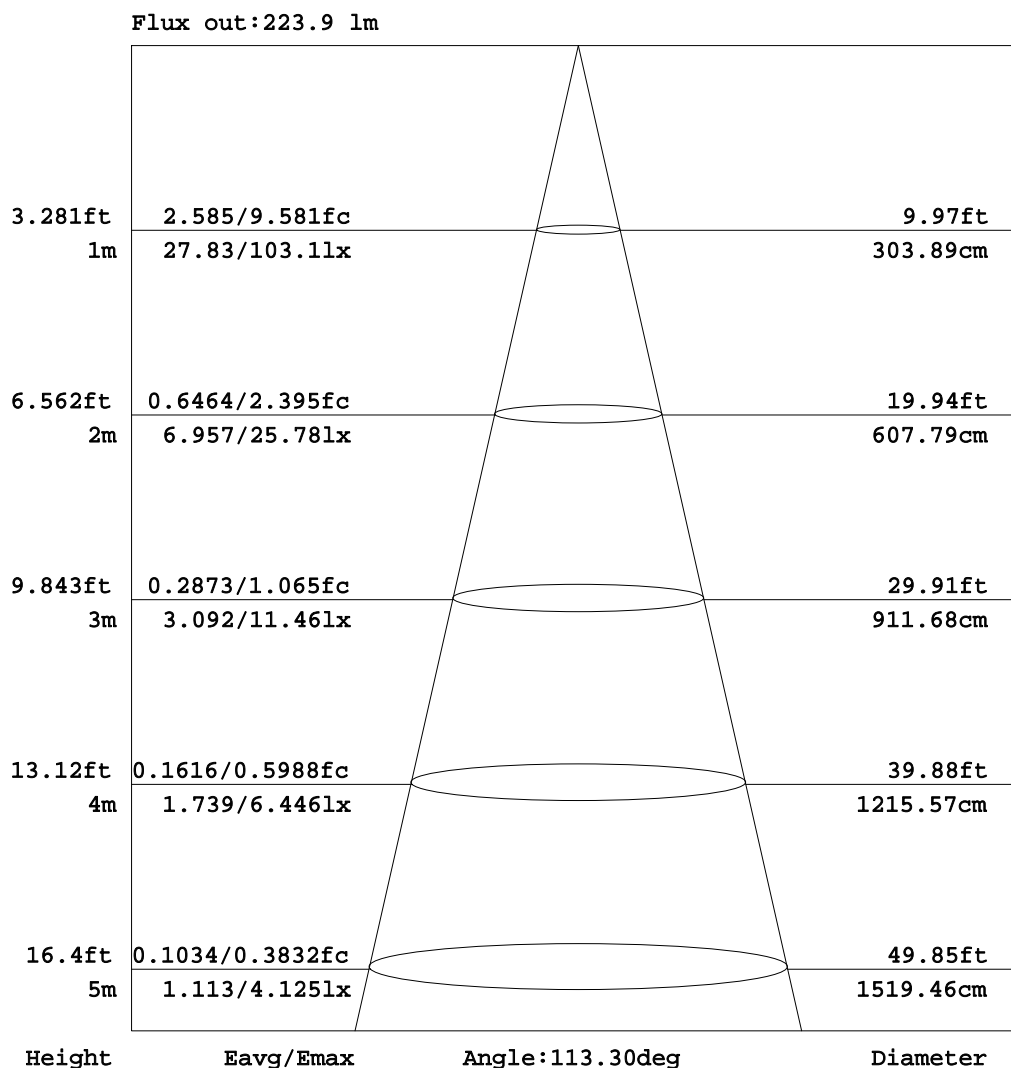 Flux out:223.9 lm
3.281ft 2.585/9.581fc 9.97ft
1m 27.83/103.1lx 303.89cm
6.562ft 0.6464/2.395fc 19.94ft
2m 6.957/25.78lx 607.79cm
9.843ft 0.2873/1.065fc 29.91ft
3m 3.092/11.46lx 911.68cm
13.12ft 0.1616/0.5988fc 39.88ft
4m 1.739/6.446lx 1215.57cm
16.4ft 0.1034/0.3832fc 49.85ft
5m 1.113/4.125lx 1519.46cm
Height Eavg/Emax Angle:113.30deg Diameter